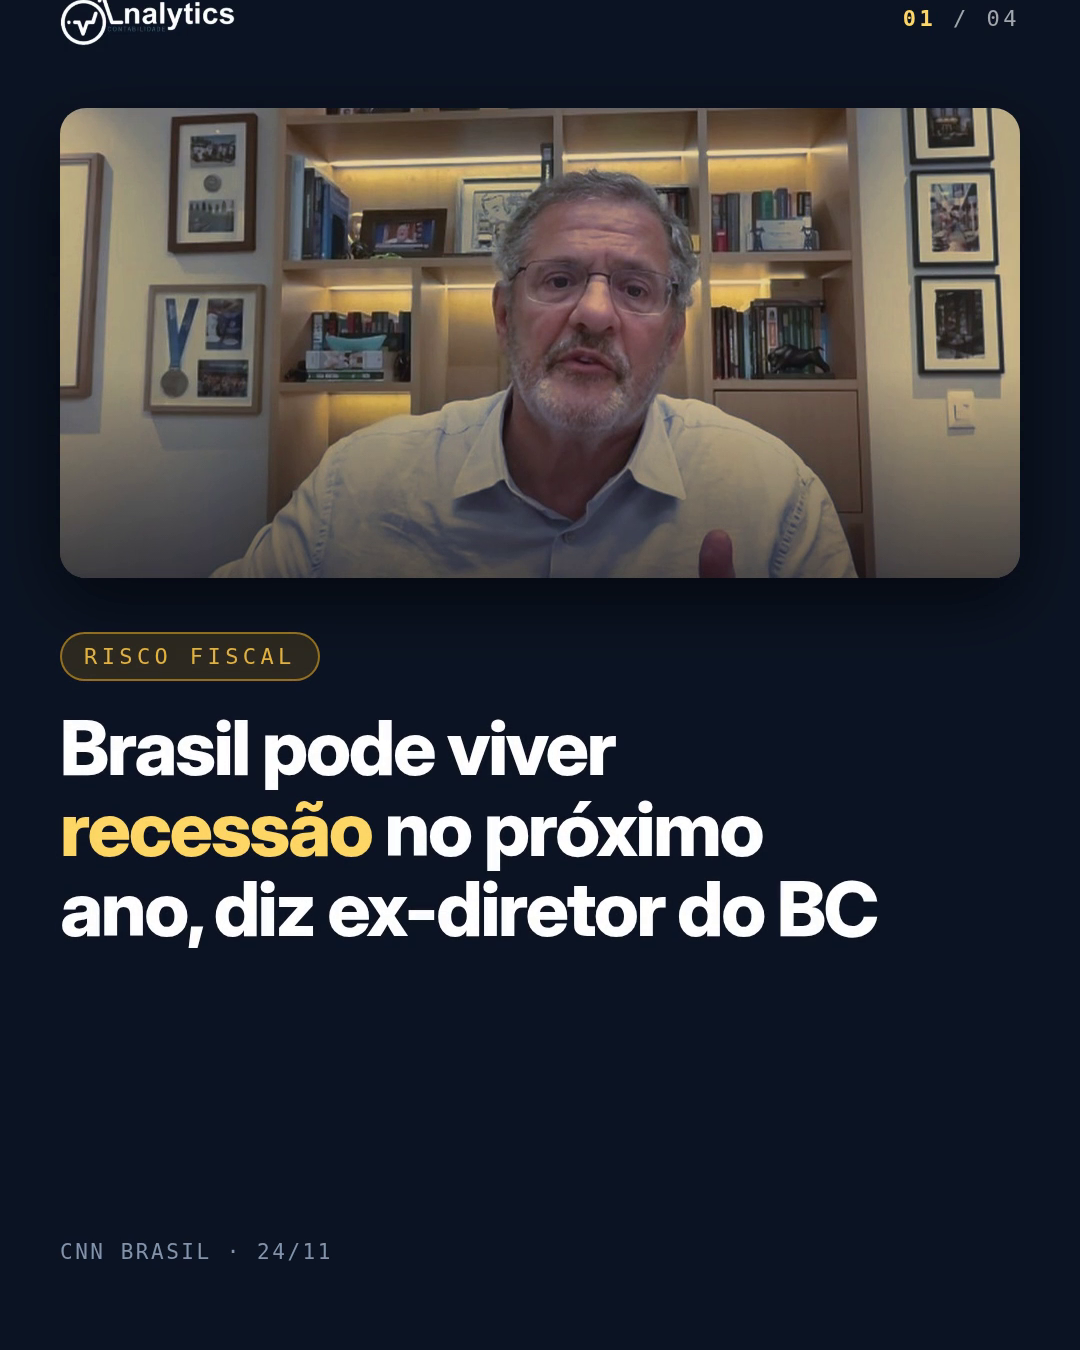 Lnalytics
CONTABILIDADE
01 / 04
RISCO FISCAL
Brasil pode viver
recessão no próximo
ano, diz ex-diretor do BC
CNN BRASIL · 24/11